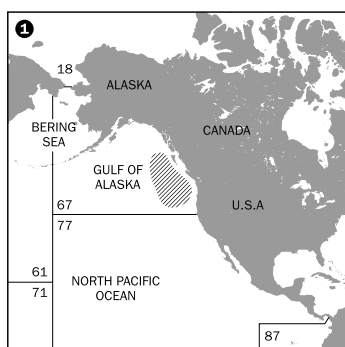 1
18
ALASKA
BERING
SEA
CANADA
GULF OF
ALASKA
U.S.A
67
77
61
71
NORTH PACIFIC
OCEAN
87